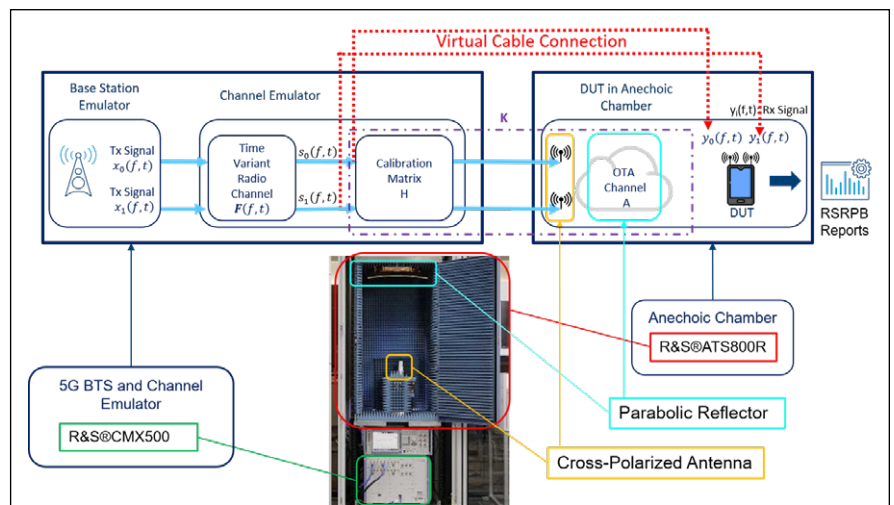 Virtual Cable Connection
Base Station
Emulator
Channel Emulator
DUT in Anechoic
Chamber
K
yⱼ(f,t): Rx Signal
Tx Signal
x₀(f, t)
Tx Signal
x₁(f, t)
Time
Variant
Radio
Channel
F(f, t)
s₀(f, t)
s₁(f, t)
Calibration
Matrix
H
OTA
Channel
A
y₀(f, t) y₁(f, t)
DUT
RSRPB
Reports
Anechoic Chamber
R&S®ATS800R
5G BTS and Channel
Emulator
R&S®CMX500
Parabolic Reflector
Cross-Polarized Antenna